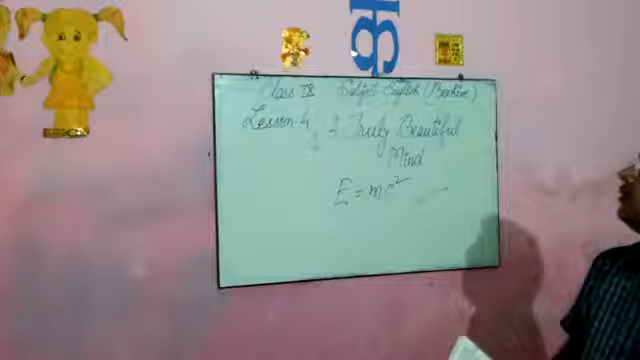 क
Class IX Subject English (Beehive)
Lesson-4 A Truly Beautiful
Mind
E = mc²